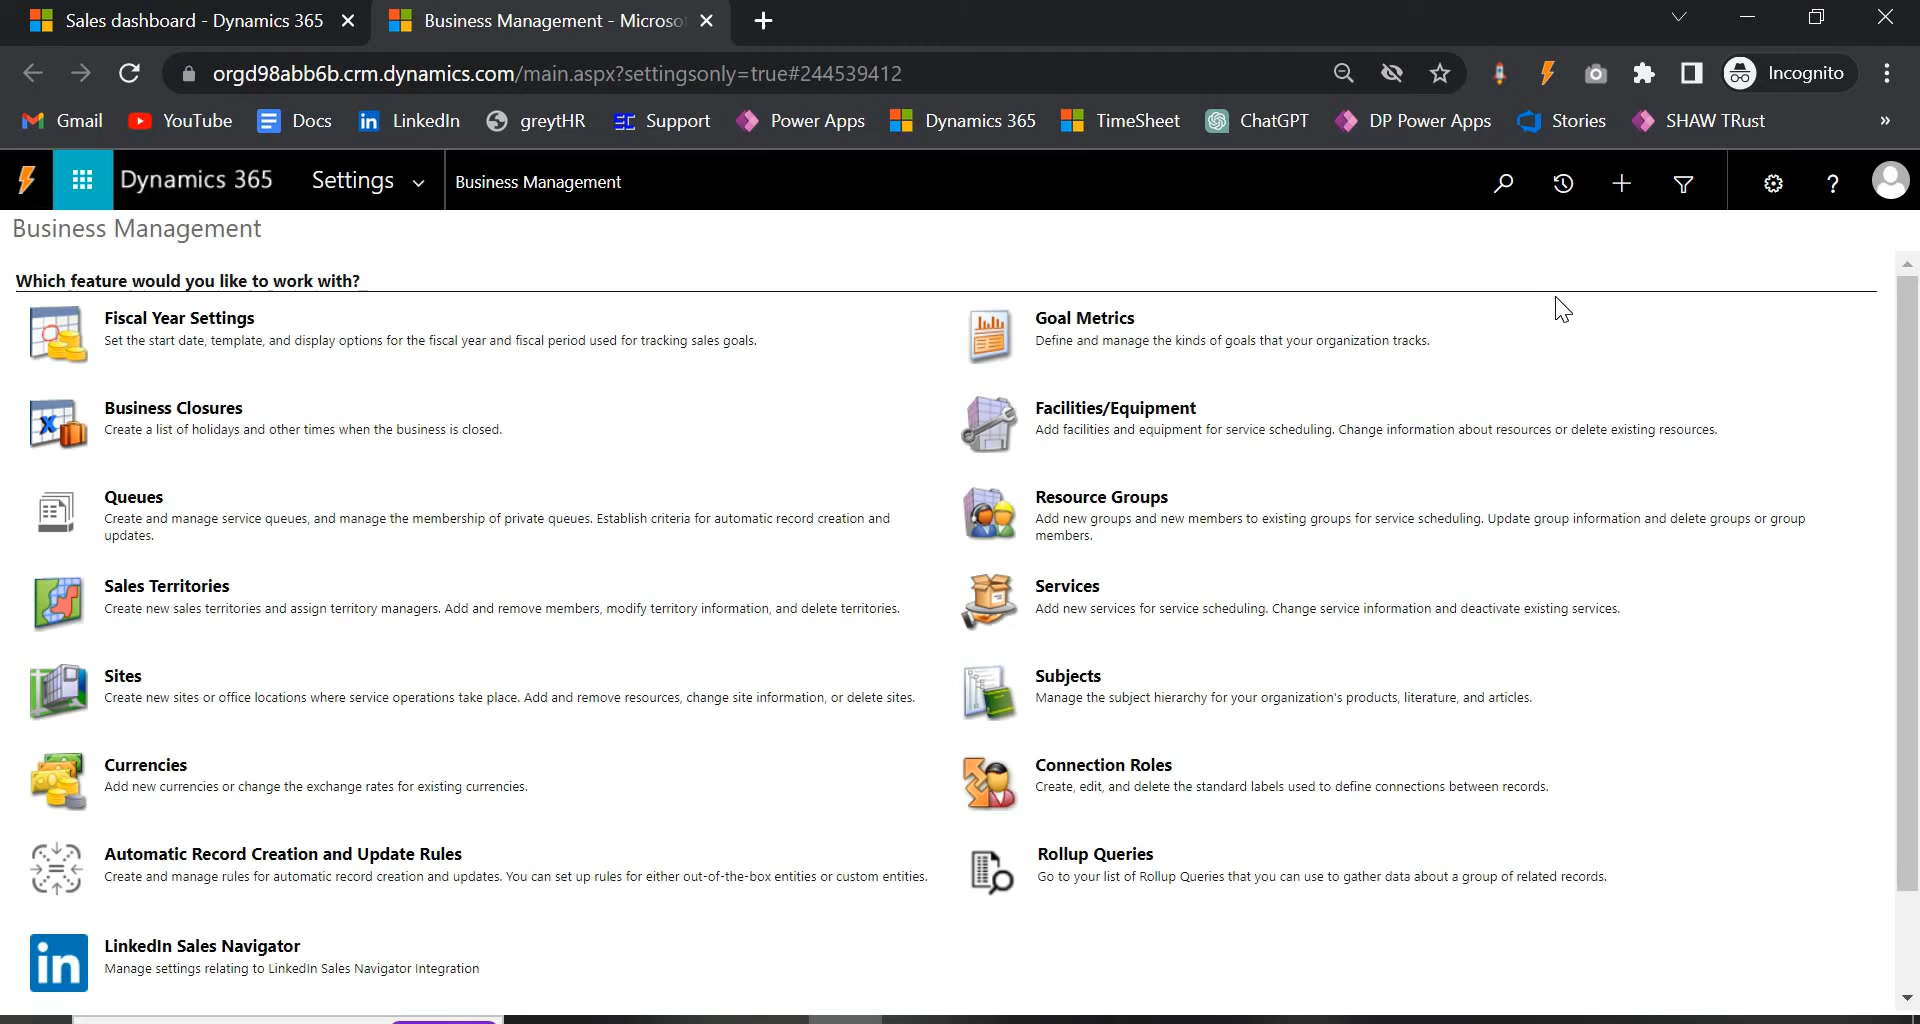 Sales dashboard - Dynamics 365
Business Management - Microso
orgd98abb6b.crm.dynamics.com/main.aspx?settingsonly=true#244539412
Incognito
Gmail
YouTube
Docs
LinkedIn
greytHR
Support
Power Apps
Dynamics 365
TimeSheet
ChatGPT
DP Power Apps
Stories
SHAW TRust
»
Dynamics 365
Settings
Business Management
?
Business Management
Which feature would you like to work with?
Fiscal Year Settings
Set the start date, template, and display options for the fiscal year and fiscal period used for tracking sales goals.
Goal Metrics
Define and manage the kinds of goals that your organization tracks.
Business Closures
Create a list of holidays and other times when the business is closed.
Facilities/Equipment
Add facilities and equipment for service scheduling. Change information about resources or delete existing resources.
Queues
Create and manage service queues, and manage the membership of private queues. Establish criteria for automatic record creation and
updates.
Resource Groups
Add new groups and new members to existing groups for service scheduling. Update group information and delete groups or group
members.
Sales Territories
Create new sales territories and assign territory managers. Add and remove members, modify territory information, and delete territories.
Services
Add new services for service scheduling. Change service information and deactivate existing services.
Sites
Create new sites or office locations where service operations take place. Add and remove resources, change site information, or delete sites.
Subjects
Manage the subject hierarchy for your organization's products, literature, and articles.
Currencies
Add new currencies or change the exchange rates for existing currencies.
Connection Roles
Create, edit, and delete the standard labels used to define connections between records.
Automatic Record Creation and Update Rules
Create and manage rules for automatic record creation and updates. You can set up rules for either out-of-the-box entities or custom entities.
Rollup Queries
Go to your list of Rollup Queries that you can use to gather data about a group of related records.
in
LinkedIn Sales Navigator
Manage settings relating to LinkedIn Sales Navigator Integration